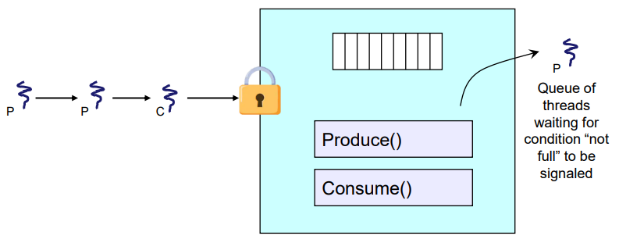 P
P
C
Produce()
Consume()
P
Queue of
threads
waiting for
condition “not
full” to be
signaled